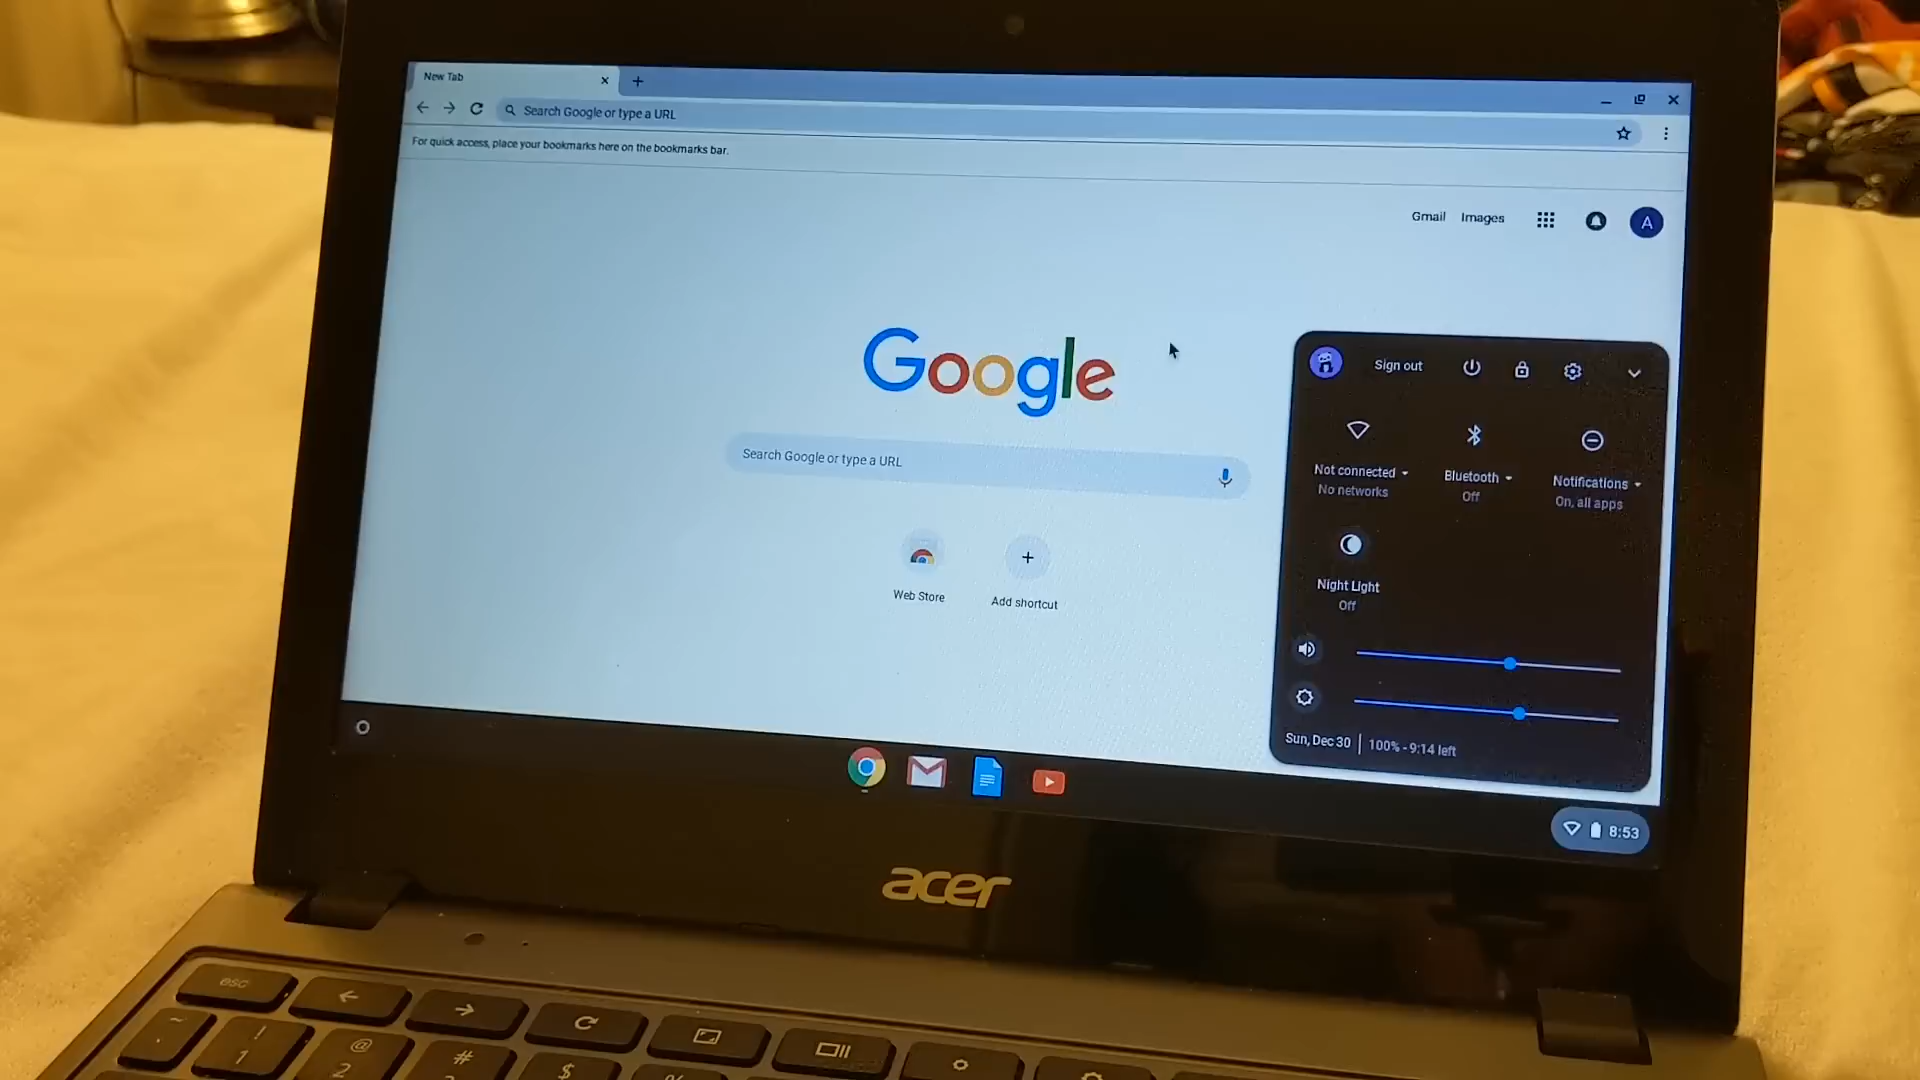 New Tab
Search Google or type a URL
For quick access, place your bookmarks here on the bookmarks bar.
Gmail Images A
Google
Sign out
Search Google or type a URL
Not connected
No networks
Bluetooth
Off
Notifications
On, all apps
Web Store
Add shortcut
Night Light
Off
Sun, Dec 30 100% - 9:14 left
8:53
acer
esc
~ ! @ # $ %
1 2